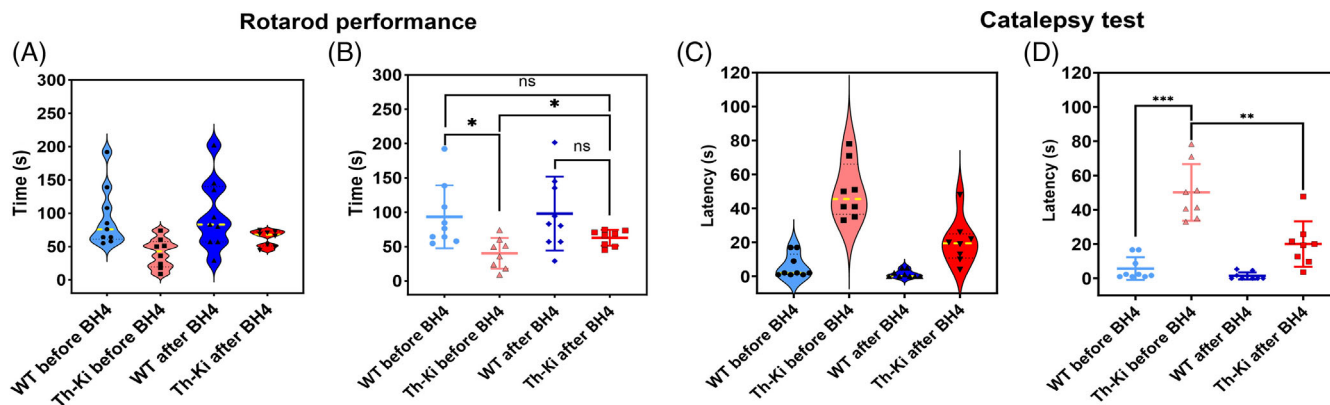 Rotarod performance
Catalepsy test
(A)
Time (s)
300
250
200
150
100
50
0
WT before BH4
Th-Ki before BH4
WT after BH4
Th-Ki after BH4
(B)
Time (s)
300
250
200
150
100
50
0
ns
*
*
ns
WT before BH4
Th-Ki before BH4
WT after BH4
Th-Ki after BH4
(C)
Latency (s)
120
100
80
60
40
20
0
WT before BH4
Th-Ki before BH4
WT after BH4
Th-Ki after BH4
(D)
Latency (s)
120
100
80
60
40
20
0
***
**
WT before BH4
Th-Ki before BH4
WT after BH4
Th-Ki after BH4